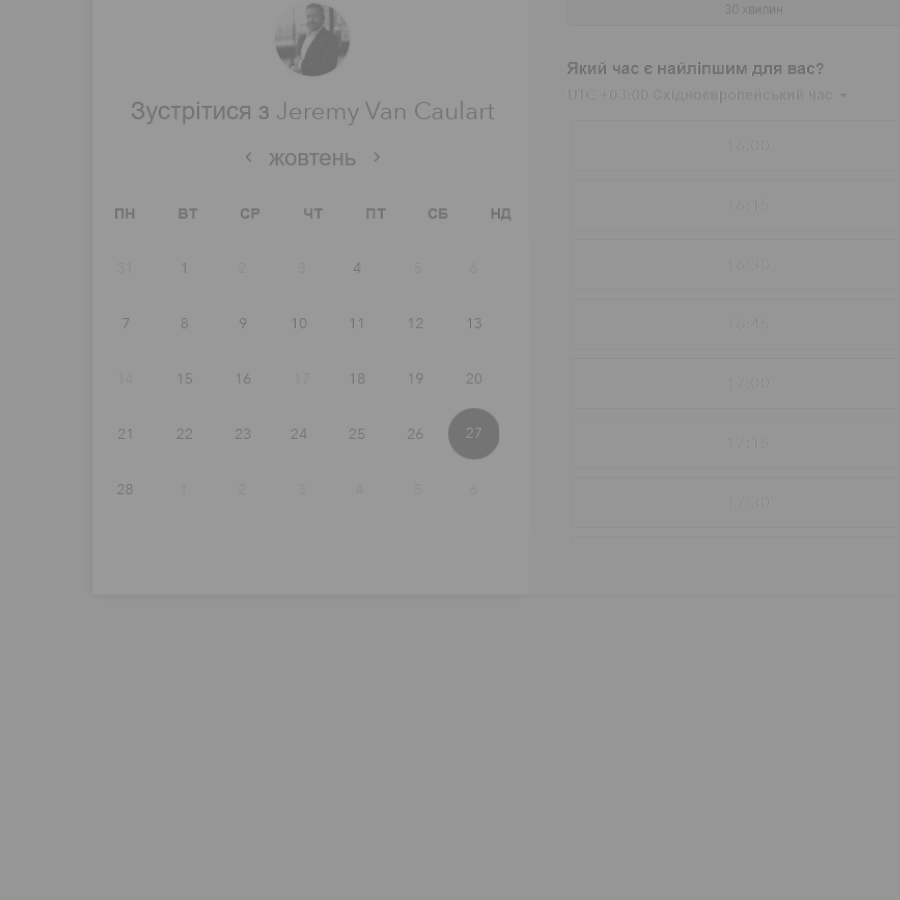 Зустрітися з Jeremy Van Caulart
< жовтень >
ПН ВТ СР ЧТ ПТ СБ НД
31 1 2 3 4 5 6
7 8 9 10 11 12 13
14 15 16 17 18 19 20
21 22 23 24 25 26 27
28 1 2 3 4 5 6
30 хвилин
Який час є найліпшим для вас?
UTC +03:00 Східноєвропейський час
16:00
16:15
16:30
16:45
17:00
17:15
17:30